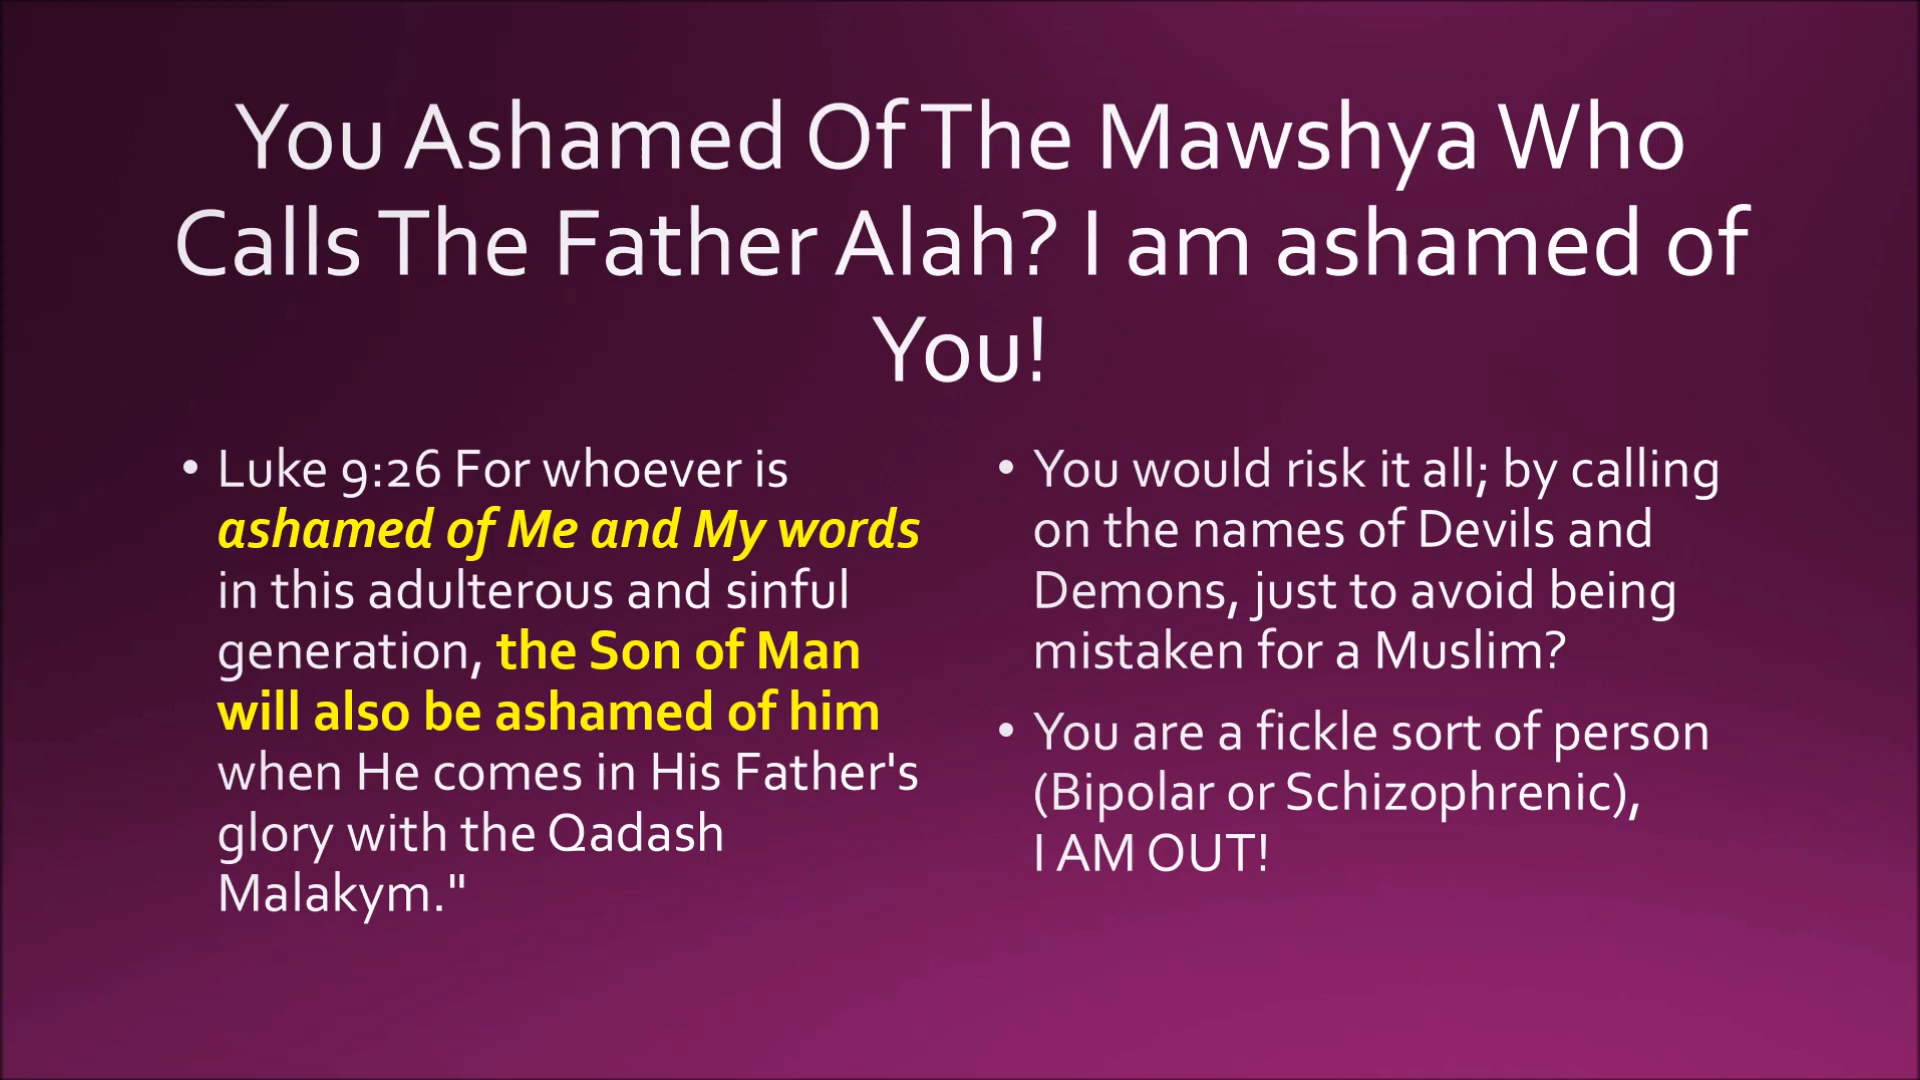 You Ashamed Of The Mawshya Who
Calls The Father Alah? I am ashamed of
You!
• Luke 9:26 For whoever is
ashamed of Me and My words
in this adulterous and sinful
generation, the Son of Man
will also be ashamed of him
when He comes in His Father's
glory with the Qadash
Malakym."
• You would risk it all; by calling
on the names of Devils and
Demons, just to avoid being
mistaken for a Muslim?
• You are a fickle sort of person
(Bipolar or Schizophrenic),
I AM OUT!